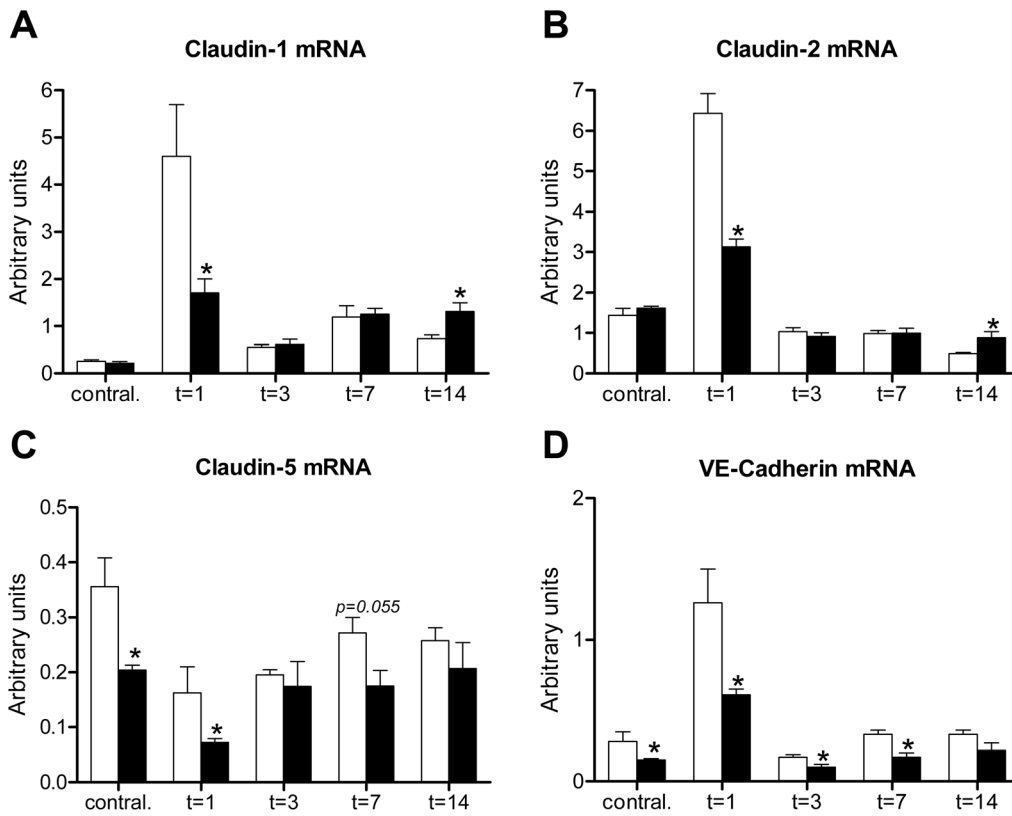 A
Claudin-1 mRNA
Arbitrary units
6
5
4
3
2
1
0
*
*
contral.
t=1
t=3
t=7
t=14
B
Claudin-2 mRNA
Arbitrary units
7
6
5
4
3
2
1
0
*
*
contral.
t=1
t=3
t=7
t=14
C
Claudin-5 mRNA
Arbitrary units
0.5
0.4
0.3
0.2
0.1
0.0
*
*
p=0.055
contral.
t=1
t=3
t=7
t=14
D
VE-Cadherin mRNA
Arbitrary units
2
1
0
*
*
*
*
contral.
t=1
t=3
t=7
t=14